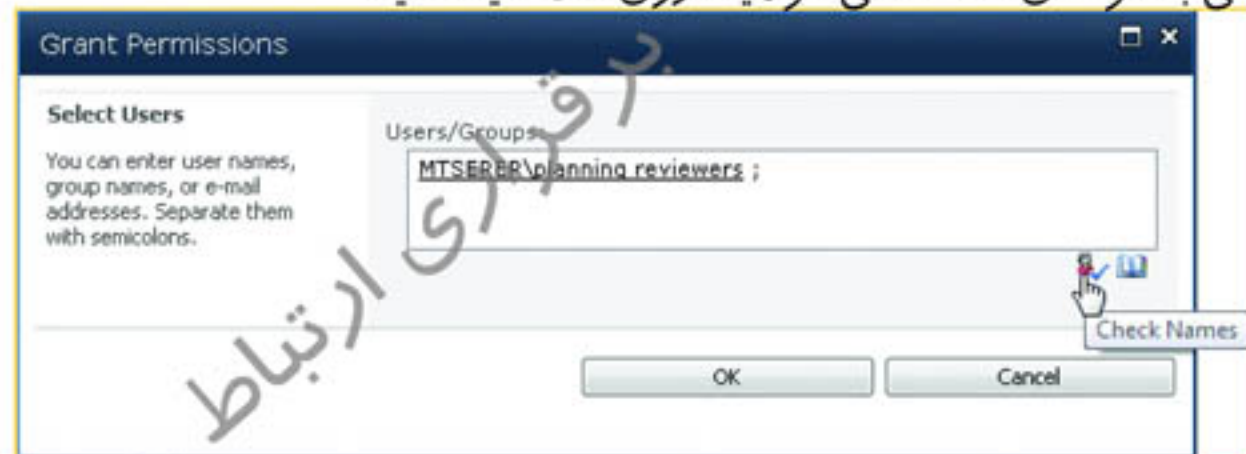 Grant Permissions
Select Users
You can enter user names,
group names, or e-mail
addresses. Separate them
with semicolons.
Users/Groups:
MTSERER\planning reviewers ;
Check Names
OK
Cancel
برقراری ارتباط